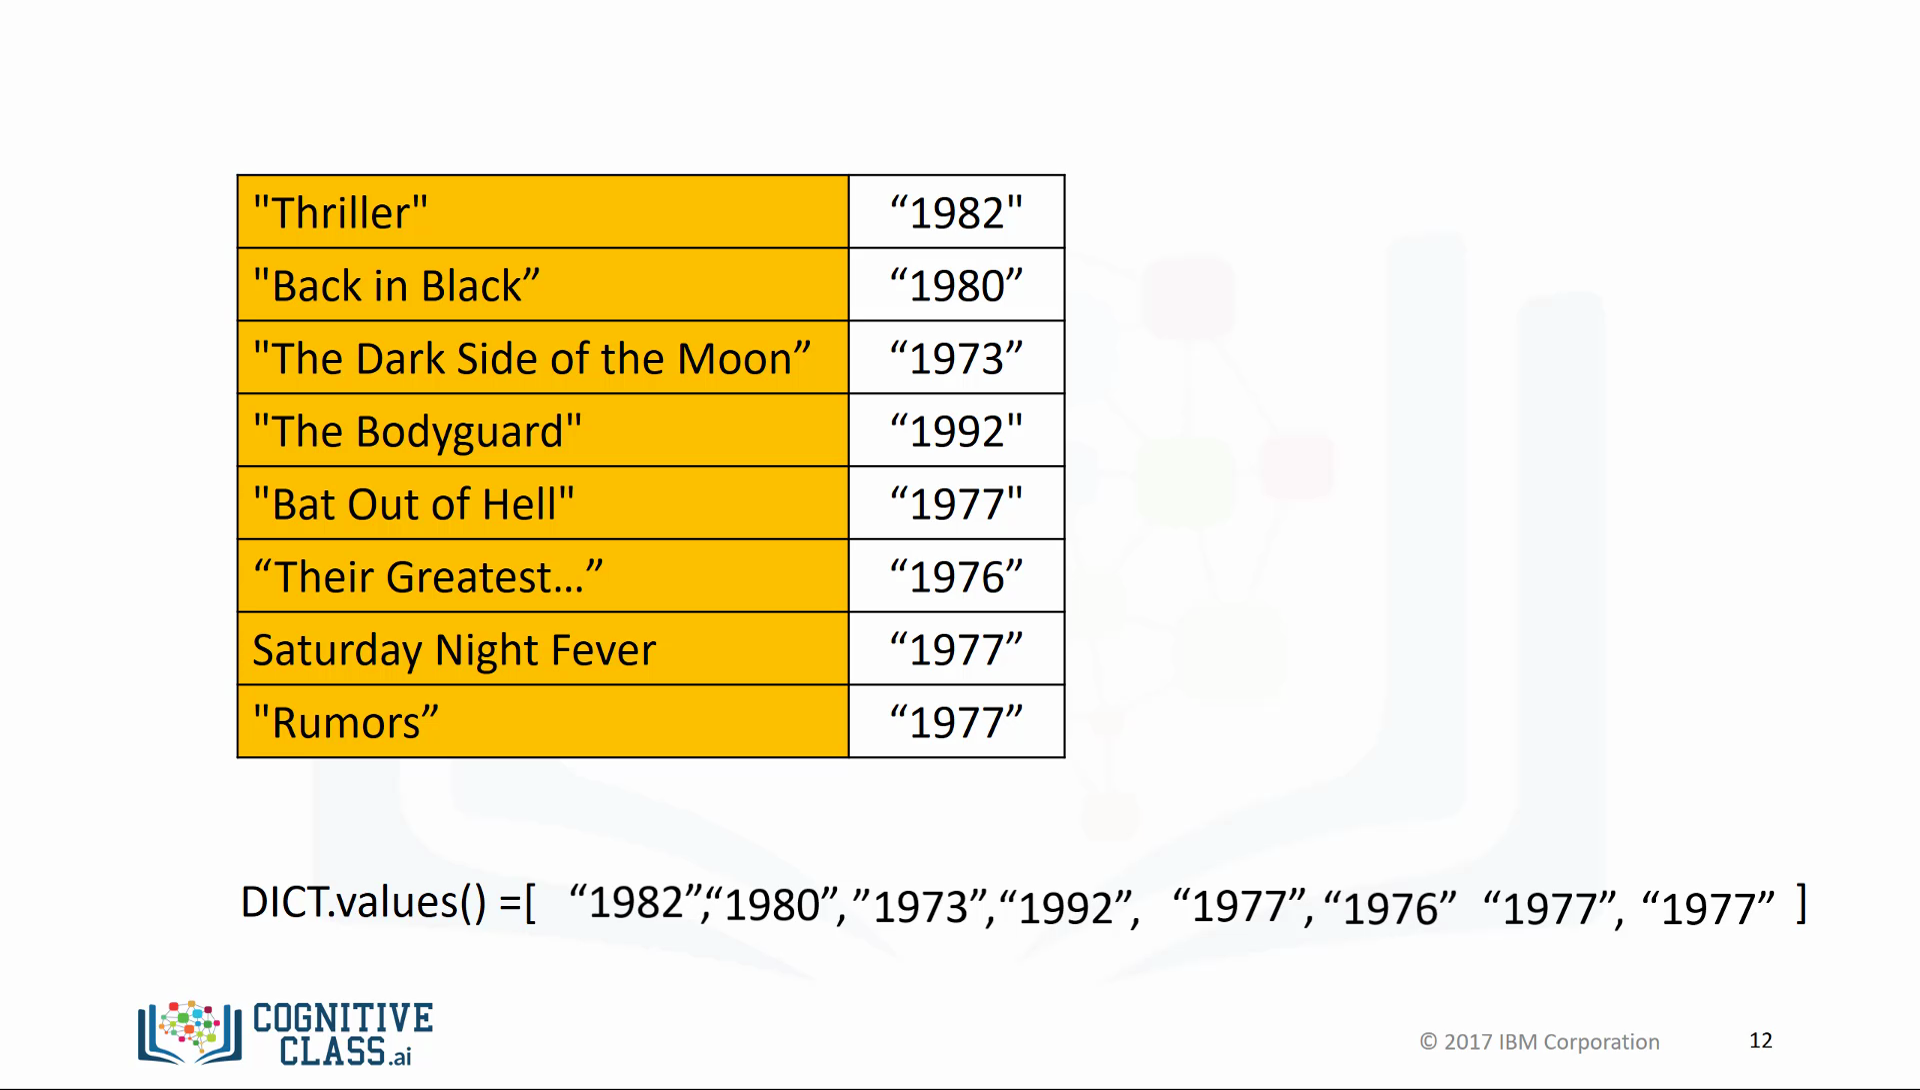 "Thriller" “1982"
"Back in Black” “1980”
"The Dark Side of the Moon” “1973”
"The Bodyguard" “1992"
"Bat Out of Hell" “1977"
“Their Greatest...” “1976”
Saturday Night Fever “1977”
"Rumors” “1977”
DICT.values() =[ “1982”,“1980”, ”1973”, “1992”, “1977”, “1976” “1977”, “1977” ]
COGNITIVE
CLASS.ai
© 2017 IBM Corporation 12